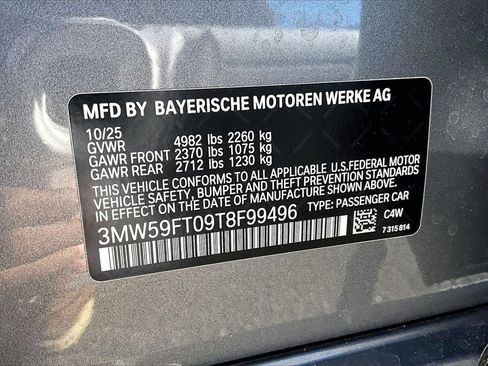 MFD BY BAYERISCHE MOTOREN WERKE AG
10/25
GVWR 4982 lbs 2260 kg
GAWR FRONT 2370 lbs 1075 kg
GAWR REAR 2712 lbs 1230 kg
THIS VEHICLE CONFORMS TO ALL APPLICABLE U.S.FEDERAL MOTOR
VEHICLE SAFETY, BUMPER AND THEFT PREVENTION STANDARDS
IN EFFECT ON THE DATE OF MANUFACTURE SHOWN ABOVE.
3MW59FT09T8F99496 TYPE: PASSENGER CAR
C4W
7 315 814